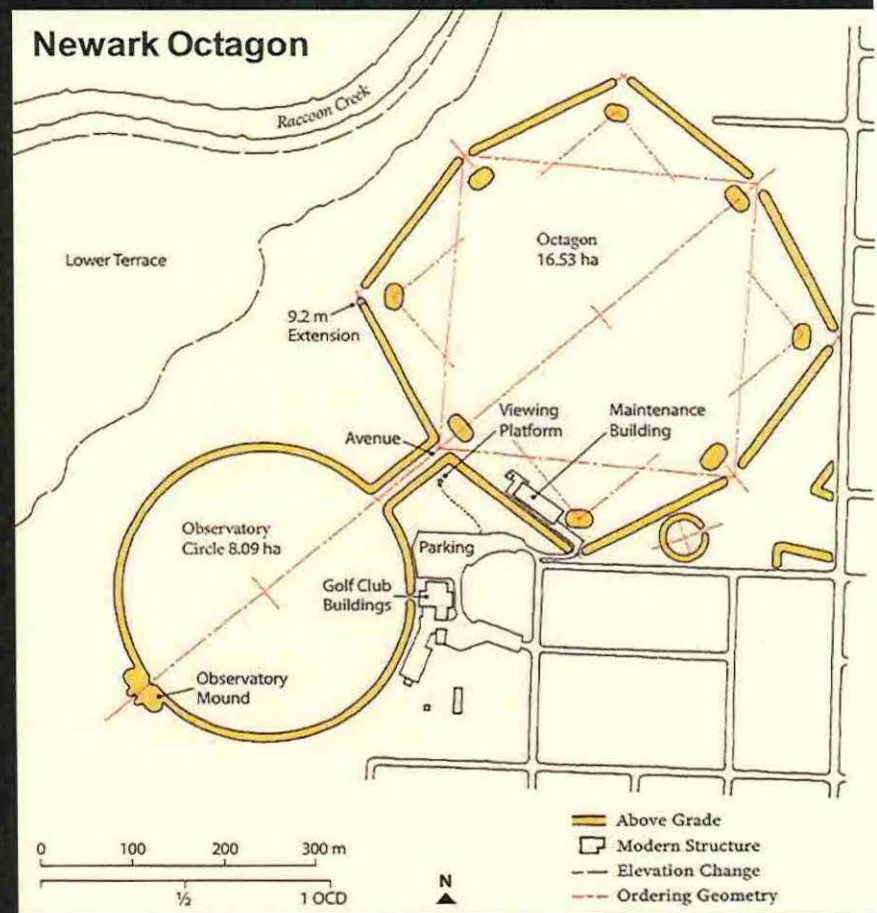 Newark Octagon
Raccoon Creek
Lower Terrace
Octagon
16.53 ha
9.2 m
Extension
Viewing
Platform
Maintenance
Building
Avenue
Observatory
Circle 8.09 ha
Parking
Golf Club
Buildings
Observatory
Mound
0 100 200 300 m
½ 1 OCD
N
Above Grade
Modern Structure
Elevation Change
Ordering Geometry